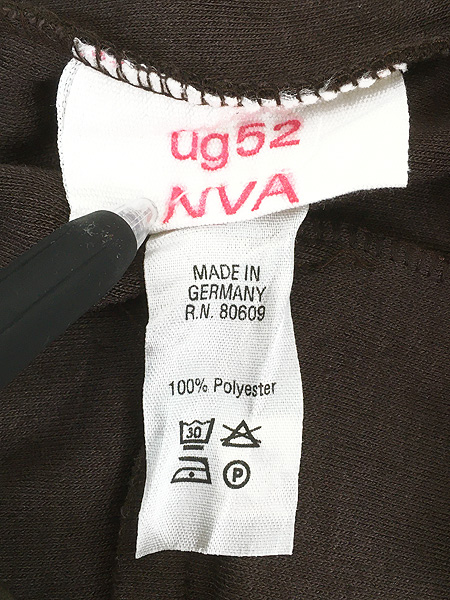 ug52
NVA
MADE IN
GERMANY
R.N. 80609
100% Polyester
30
P